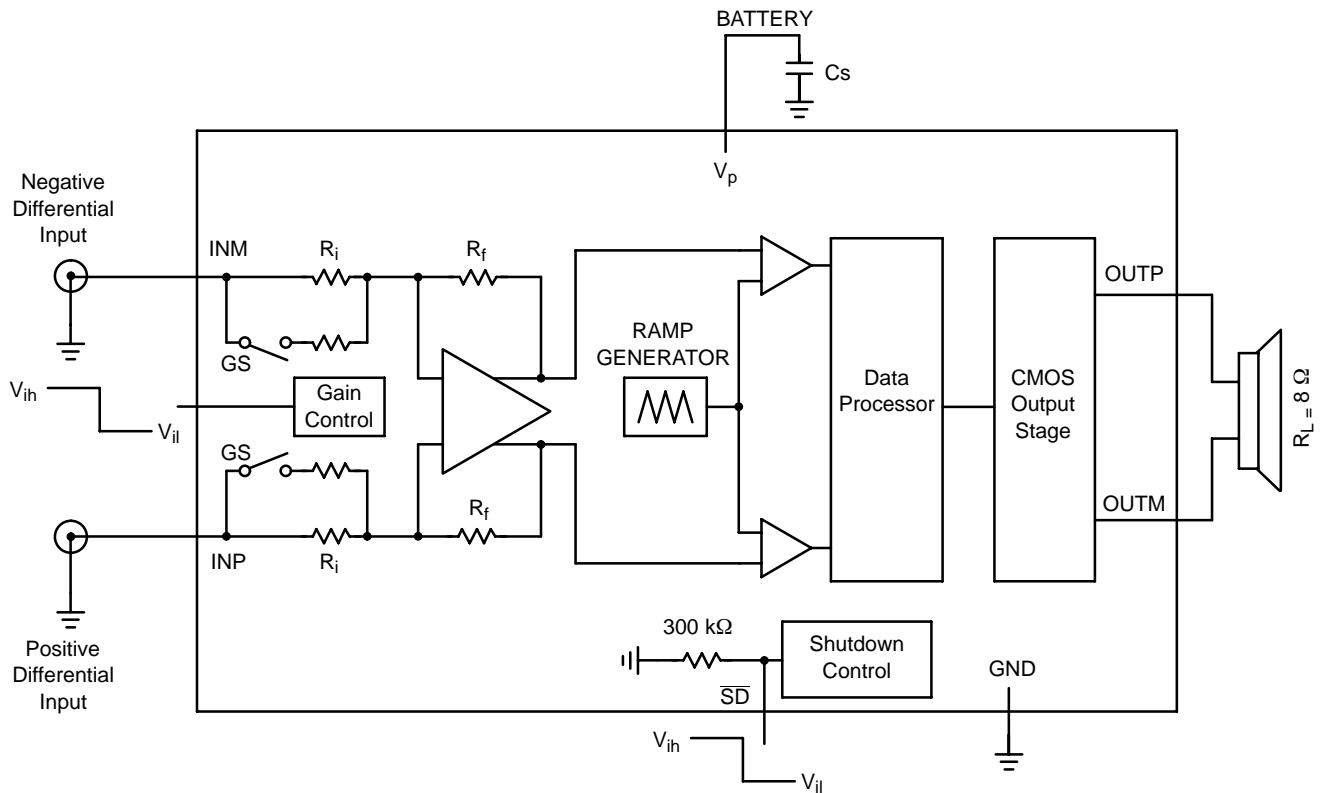 BATTERY
Cs
Vp
Negative
Differential
Input
INM
Ri
Rf
GS
RAMP
GENERATOR
Data
Processor
CMOS
Output
Stage
OUTP
Vih
Vil
Gain
Control
RL = 8 Ω
GS
Rf
OUTM
INP
Ri
Positive
Differential
Input
300 kΩ
Shutdown
Control
SD
GND
Vih
Vil